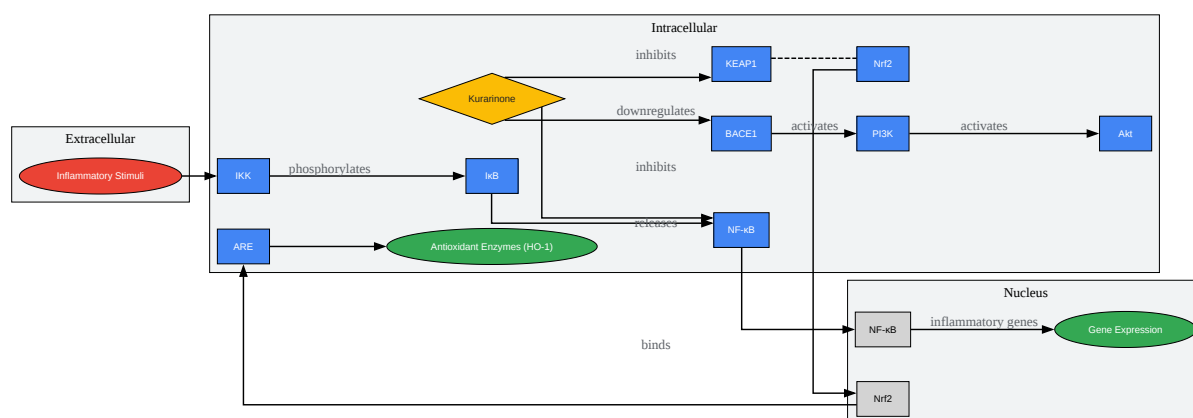 Intracellular
inhibits
KEAP1
Nrf2
Kurarinone
downregulates
BACE1
activates
PI3K
activates
Akt
Extracellular
Inflammatory Stimuli
IKK
phosphorylates
IκB
inhibits
releases
NF-κB
ARE
Antioxidant Enzymes (HO-1)
Nucleus
NF-κB
inflammatory genes
Gene Expression
binds
Nrf2